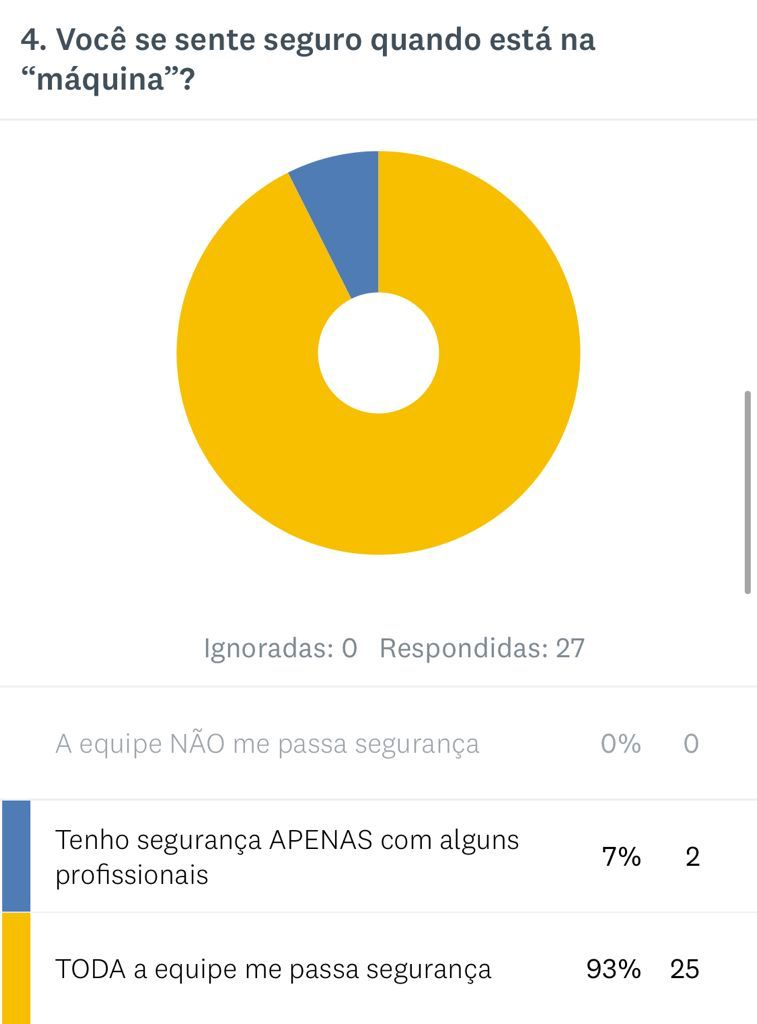 4. Você se sente seguro quando está na
“máquina”?
Ignoradas: 0 Respondidas: 27
A equipe NÃO me passa segurança 0% 0
Tenho segurança APENAS com alguns
profissionais 7% 2
TODA a equipe me passa segurança 93% 25